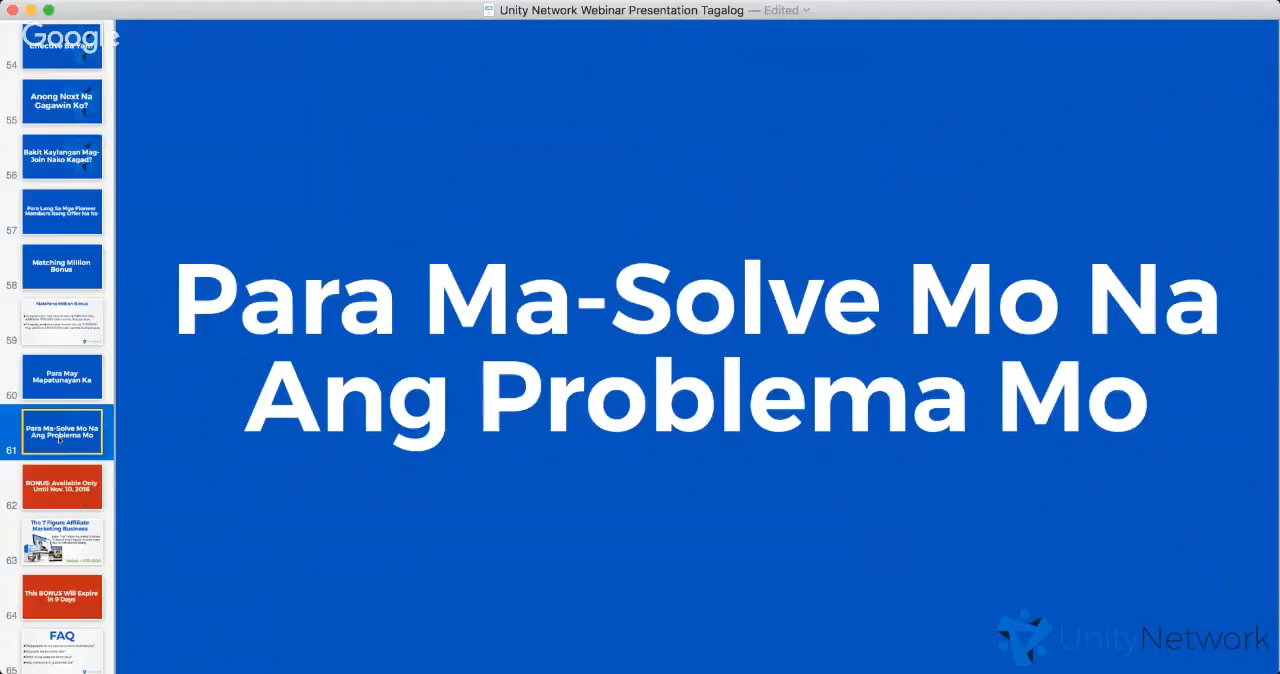 Unity Network Webinar Presentation Tagalog — Edited
Google
54
Anong Next Na
Gagawin Ko?
55
Bakit Kaylangan Mag-
Join Nako Kagad?
56
Para Lang Sa Mga Pioneer
Members Itong Offer Na Ito
57
Matching Million
Bonus
58
Matching Million Bonus
59
Para May
Mapatunayan Ka
60
Para Ma-Solve Mo Na
Ang Problema Mo
61
BONUS: Available Only
Until Nov. 10, 2016
62
The 7 Figure Affiliate
Marketing Business
63
This BONUS Will Expire
In 9 Days
64
FAQ
65
Para Ma-Solve Mo Na
Ang Problema Mo
UnityNetwork